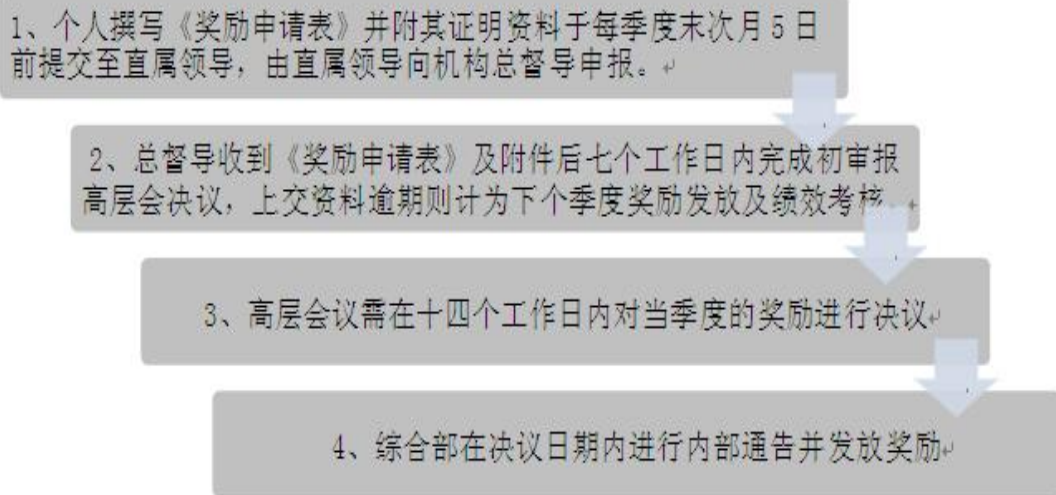 1、个人撰写《奖励申请表》并附其证明资料于每季度末次月5日
前提交至直属领导，由直属领导向机构总督导申报。
2、总督导收到《奖励申请表》及附件后七个工作日内完成初审报
高层会决议，上交资料逾期则计为下个季度奖励发放及绩效考核。
3、高层会议需在十四个工作日内对当季度的奖励进行决议
4、综合部在决议日期内进行内部通告并发放奖励